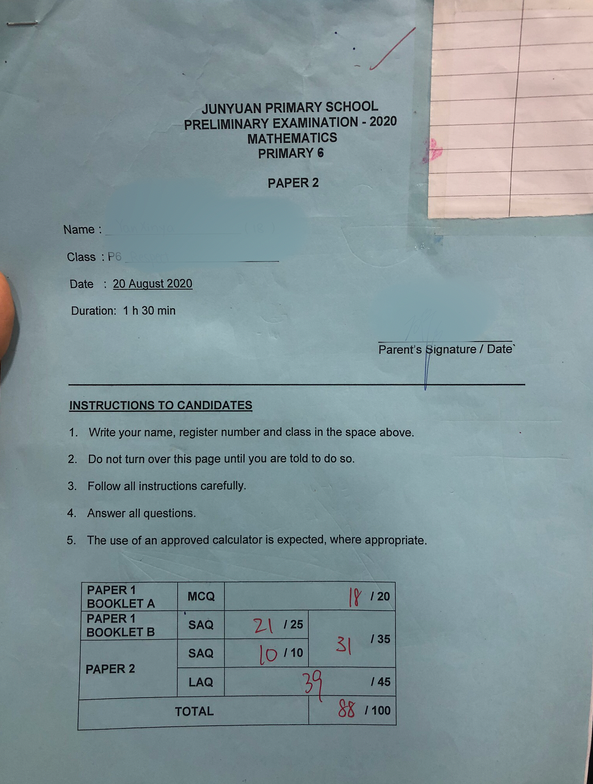 JUNYUAN PRIMARY SCHOOL
PRELIMINARY EXAMINATION - 2020
MATHEMATICS
PRIMARY 6
PAPER 2
Name :
Class : P6
Date : 20 August 2020
Duration: 1 h 30 min
Parent's Signature / Date
INSTRUCTIONS TO CANDIDATES
1. Write your name, register number and class in the space above.
2. Do not turn over this page until you are told to do so.
3. Follow all instructions carefully.
4. Answer all questions.
5. The use of an approved calculator is expected, where appropriate.
PAPER 1 BOOKLET A MCQ 18 / 20
PAPER 1 BOOKLET B SAQ 21 / 25
31 / 35
PAPER 2 SAQ 10 / 10
LAQ 39 / 45
TOTAL 88 / 100